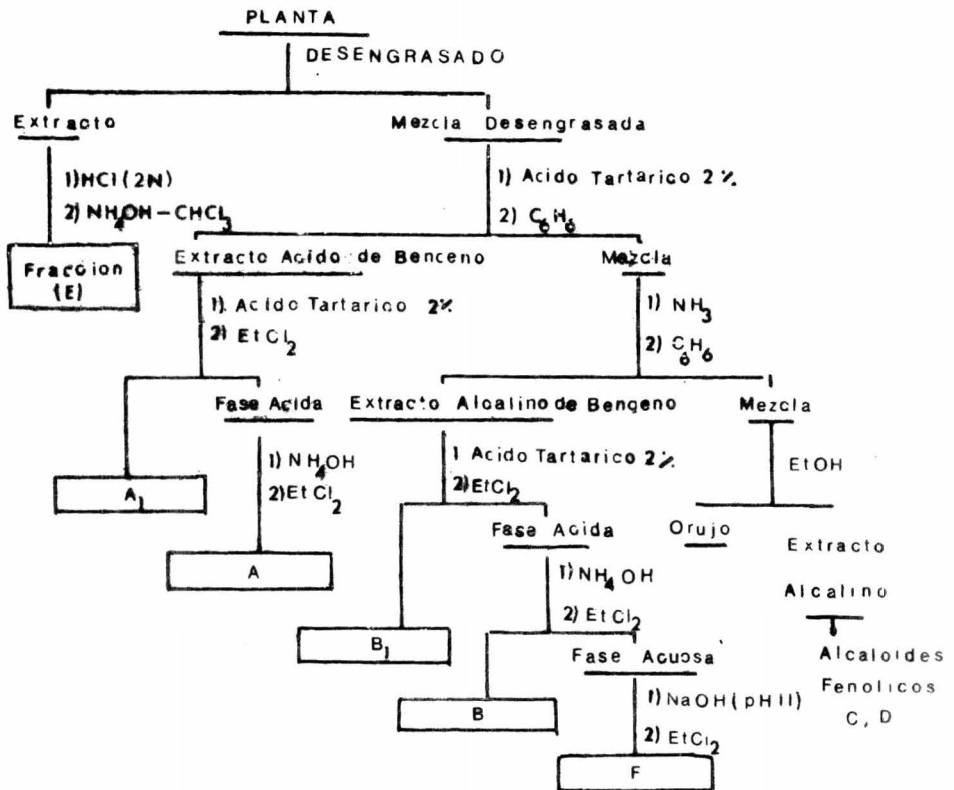 PLANTA
DESENGRASADO
Extracto
Mezcla Desengrasada
1)HCl(2N)
2)NH4OH-CHCl3
Fraccion
(E)
1) Acido Tartarico 2%
2) C6H6
Extracto Acido de Benceno
Mezcla
1). Acido Tartarico 2%
2) EtCl2
1) NH3
2) C6H6
Fase Acida
Extracto Alcalino de Benceno
Mezcla
A1
1) NH4OH
2)EtCl2
A
1 Acido Tartarico 2%
2)EtCl2
EtOH
Fase Acida
Orujo
Extracto
Alcalino
B1
1)NH4OH
2) EtCl2
Alcaloides
Fenolicos
C, D
B
Fase Acuosa
1)NaOH(pH11)
2) EtCl2
F